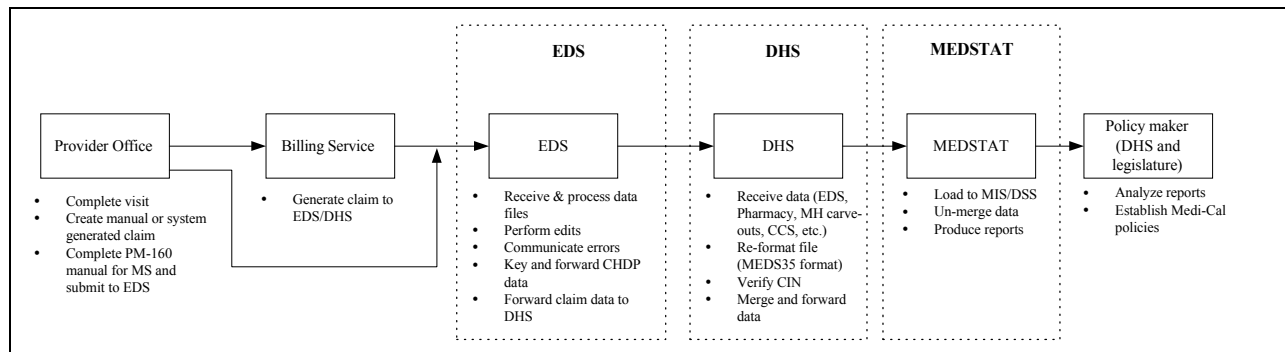 EDS
DHS
MEDSTAT
Provider Office
Billing Service
EDS
DHS
MEDSTAT
Policy maker
(DHS and
legislature)
• Complete visit
• Create manual or system
generated claim
• Complete PM-160
manual for MS and
submit to EDS
• Generate claim to
EDS/DHS
• Receive & process data
files
• Perform edits
• Communicate errors
• Key and forward CHDP
data
• Forward claim data to
DHS
• Receive data (EDS,
Pharmacy, MH carve-
outs, CCS, etc.)
• Re-format file
(MEDS35 format)
• Verify CIN
• Merge and forward
data
• Load to MIS/DSS
• Un-merge data
• Produce reports
• Analyze reports
• Establish Medi-Cal
policies